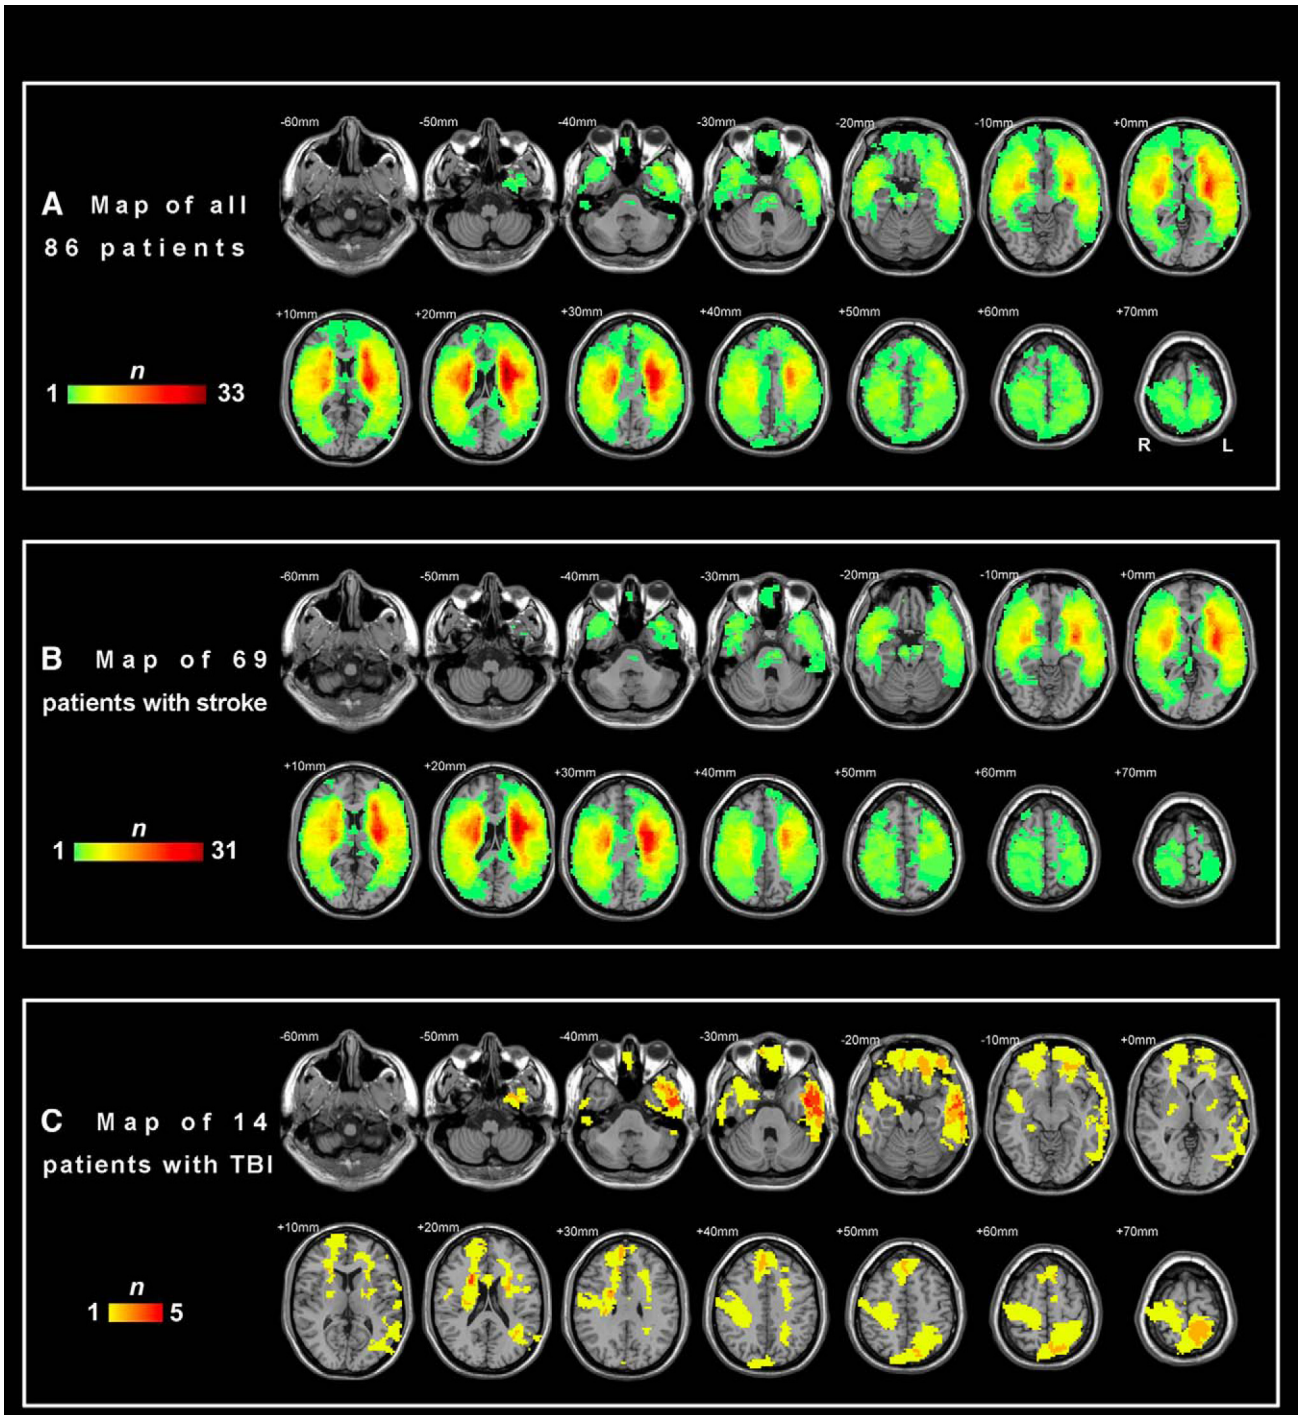 -60mm -50mm -40mm -30mm -20mm -10mm +0mm
A Map of all
86 patients
+10mm +20mm +30mm +40mm +50mm +60mm +70mm
n
1 33
R L
-60mm -50mm -40mm -30mm -20mm -10mm +0mm
B Map of 69
patients with stroke
+10mm +20mm +30mm +40mm +50mm +60mm +70mm
n
1 31
-60mm -50mm -40mm -30mm -20mm -10mm +0mm
C Map of 14
patients with TBI
+10mm +20mm +30mm +40mm +50mm +60mm +70mm
n
1 5